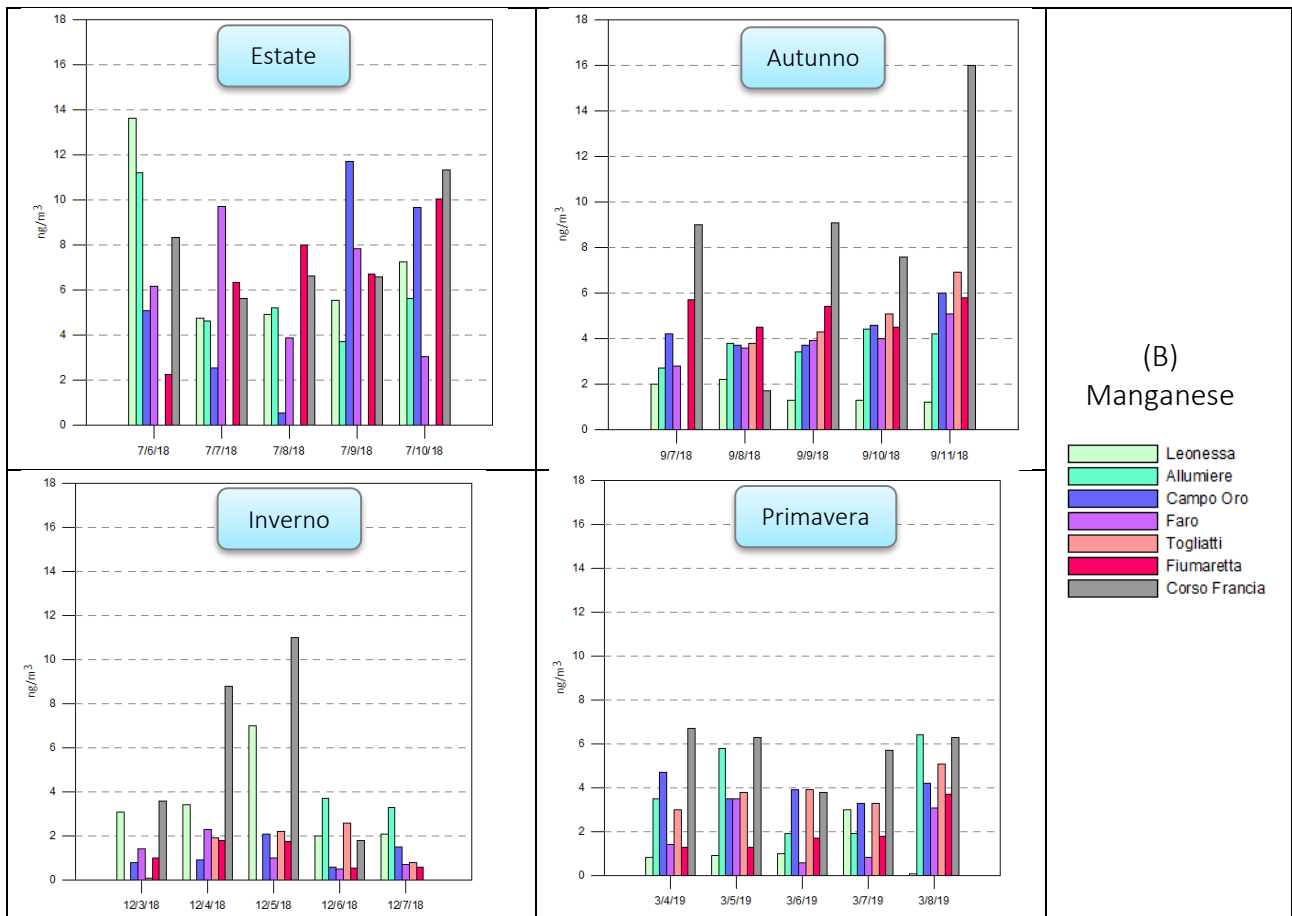 Estate
18
16
14
12
10
8
6
4
2
0
ng/m³
7/6/18 7/7/18 7/8/18 7/9/18 7/10/18
Autunno
18
16
14
12
10
8
6
4
2
0
ng/m³
9/7/18 9/8/18 9/9/18 9/10/18 9/11/18
(B)
Manganese
Leonessa
Allumiere
Campo Oro
Faro
Togliatti
Fiumaretta
Corso Francia
Inverno
18
16
14
12
10
8
6
4
2
0
ng/m³
12/3/18 12/4/18 12/5/18 12/6/18 12/7/18
Primavera
18
16
14
12
10
8
6
4
2
0
ng/m³
3/4/19 3/5/19 3/6/19 3/7/19 3/8/19